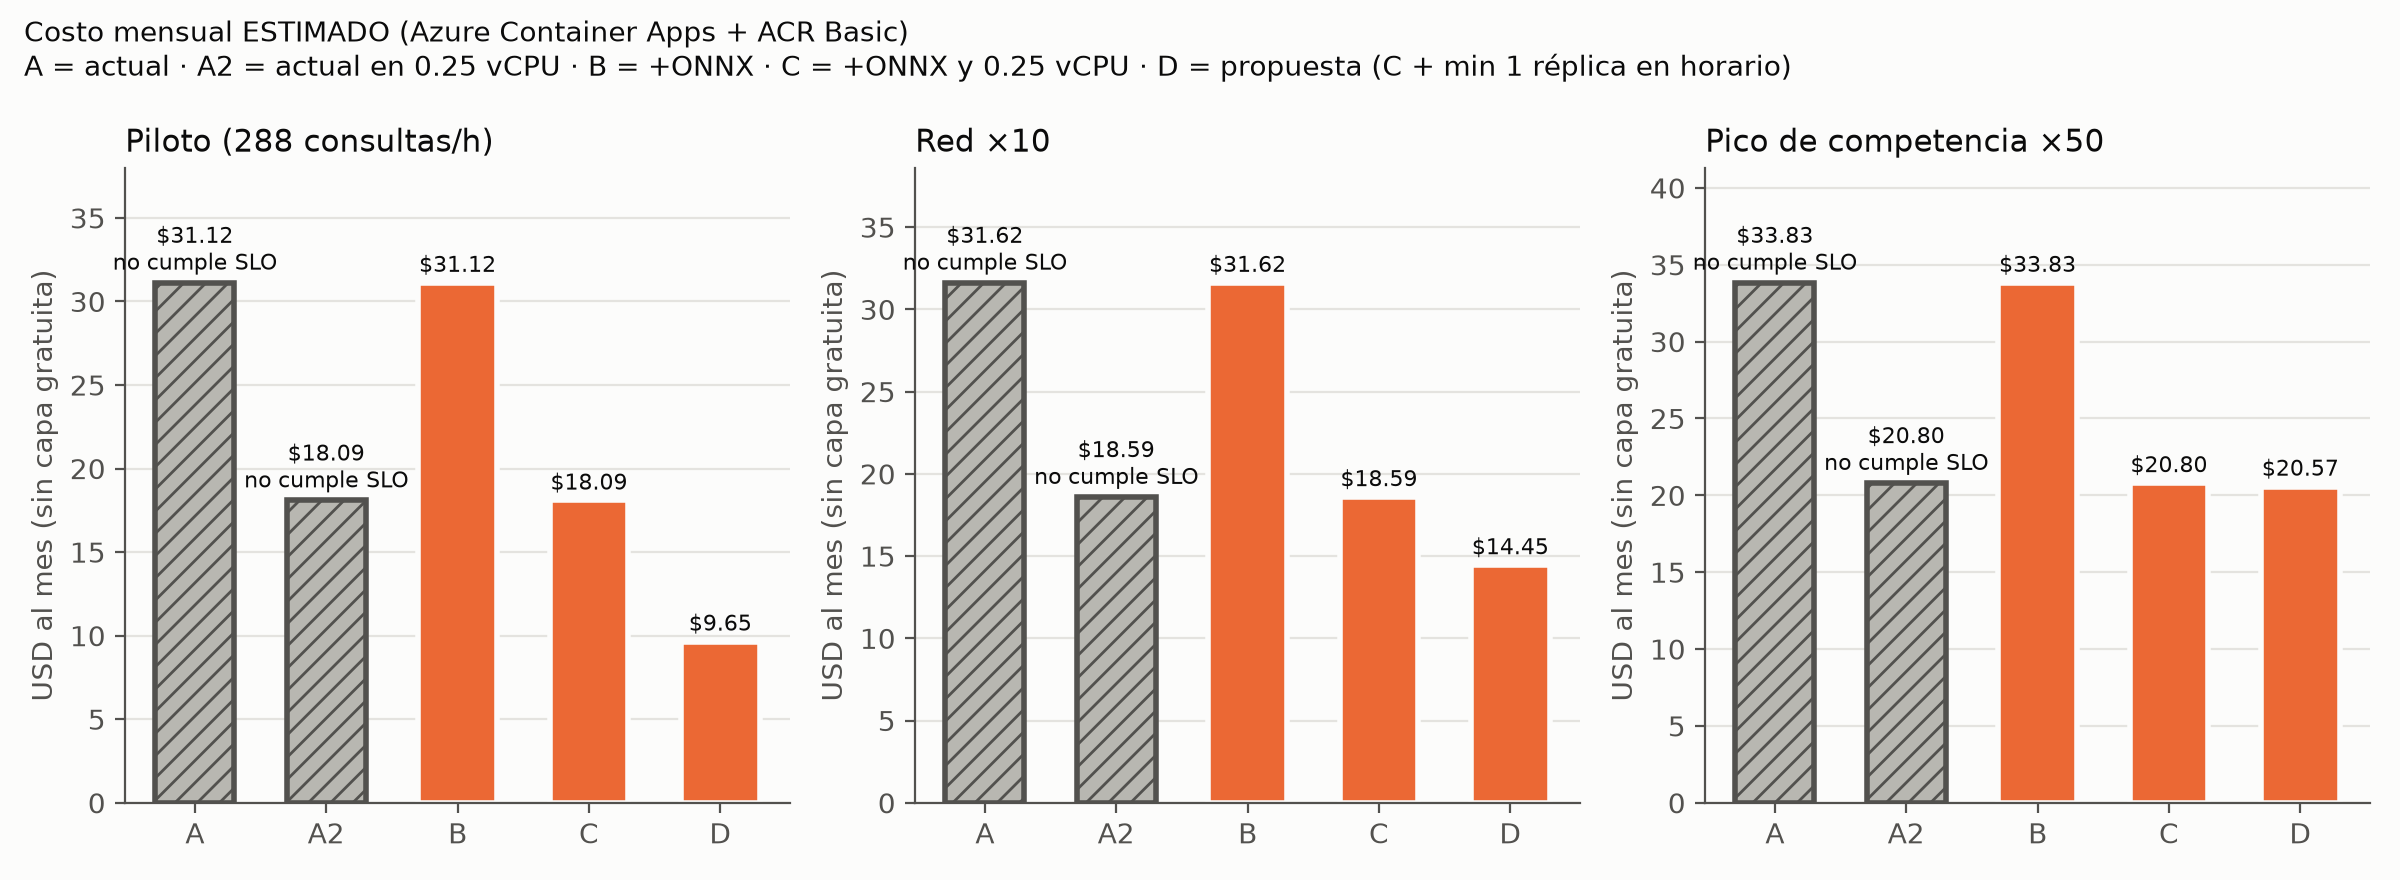 Costo mensual ESTIMADO (Azure Container Apps + ACR Basic)
A = actual · A2 = actual en 0.25 vCPU · B = +ONNX · C = +ONNX y 0.25 vCPU · D = propuesta (C + min 1 réplica en horario)
Piloto (288 consultas/h)
USD al mes (sin capa gratuita)
35
30
25
20
15
10
5
0
$31.12
no cumple SLO
$18.09
no cumple SLO
$31.12
$18.09
$9.65
A
A2
B
C
D
Red ×10
USD al mes (sin capa gratuita)
35
30
25
20
15
10
5
0
$31.62
no cumple SLO
$18.59
no cumple SLO
$31.62
$18.59
$14.45
A
A2
B
C
D
Pico de competencia ×50
USD al mes (sin capa gratuita)
40
35
30
25
20
15
10
5
0
$33.83
no cumple SLO
$20.80
no cumple SLO
$33.83
$20.80
$20.57
A
A2
B
C
D